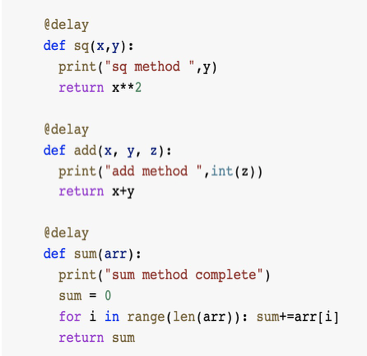 @delay
def sq(x,y):
  print("sq method ",y)
  return x**2

@delay
def add(x, y, z):
  print("add method ",int(z))
  return x+y

@delay
def sum(arr):
  print("sum method complete")
  sum = 0
  for i in range(len(arr)): sum+=arr[i]
  return sum